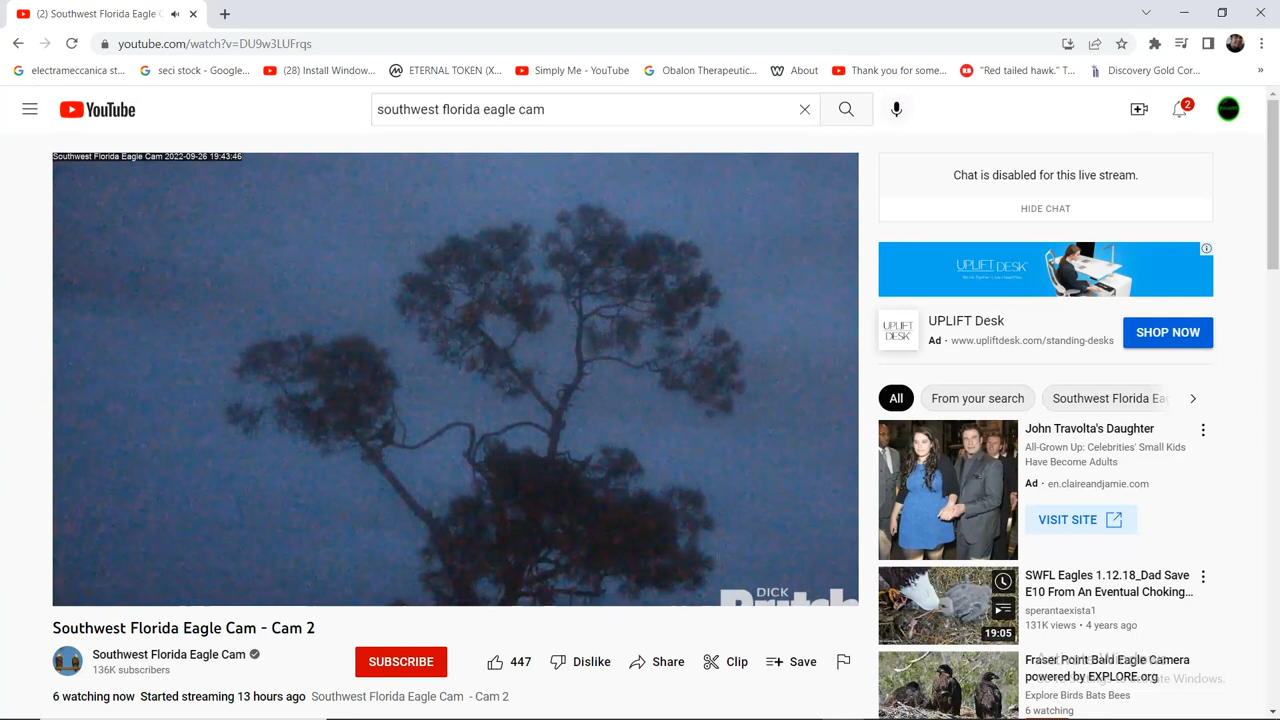 (2) Southwest Florida Eagle C
youtube.com/watch?v=DU9w3LUFrqs
electrameccanica st...
seci stock - Google...
(28) Install Window...
ETERNAL TOKEN (X...
Simply Me - YouTube
Obalon Therapeutic...
About
Thank you for some...
"Red tailed hawk." T...
Discovery Gold Cor...
»
YouTube
southwest florida eagle cam
2
Southwest Florida Eagle Cam 2022-09-26 19:43:46
DICK
Chat is disabled for this live stream.
HIDE CHAT
UPLIFT DESK
UPLIFT DESK
UPLIFT Desk
Ad · www.upliftdesk.com/standing-desks
SHOP NOW
All
From your search
Southwest Florida Eag
John Travolta's Daughter
All-Grown Up: Celebrities' Small Kids
Have Become Adults
Ad · en.claireandjamie.com
VISIT SITE
SWFL Eagles 1.12.18_Dad Save
E10 From An Eventual Choking...
sperantaexista1
131K views • 4 years ago
19:05
Fraser Point Bald Eagle Camera
powered by EXPLORE.org
Explore Birds Bats Bees
6 watching
Activate Windows
Southwest Florida Eagle Cam - Cam 2
Southwest Florida Eagle Cam
136K subscribers
SUBSCRIBE
447
Dislike
Share
Clip
Save
6 watching now Started streaming 13 hours ago Southwest Florida Eagle Cam - Cam 2